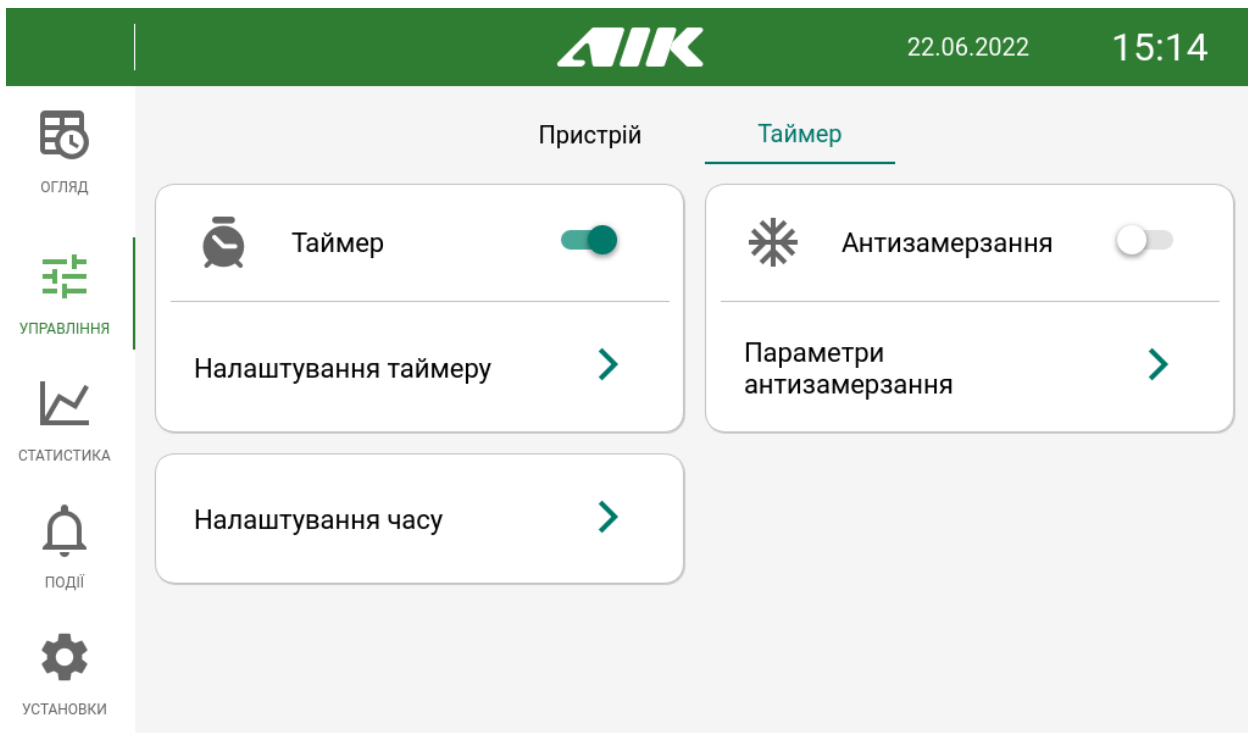 АІК
22.06.2022
15:14
ОГЛЯД
УПРАВЛІННЯ
СТАТИСТИКА
ПОДІЇ
УСТАНОВКИ
Пристрій
Таймер
Таймер
Налаштування таймеру
Антизамерзання
Параметри
антизамерзання
Налаштування часу